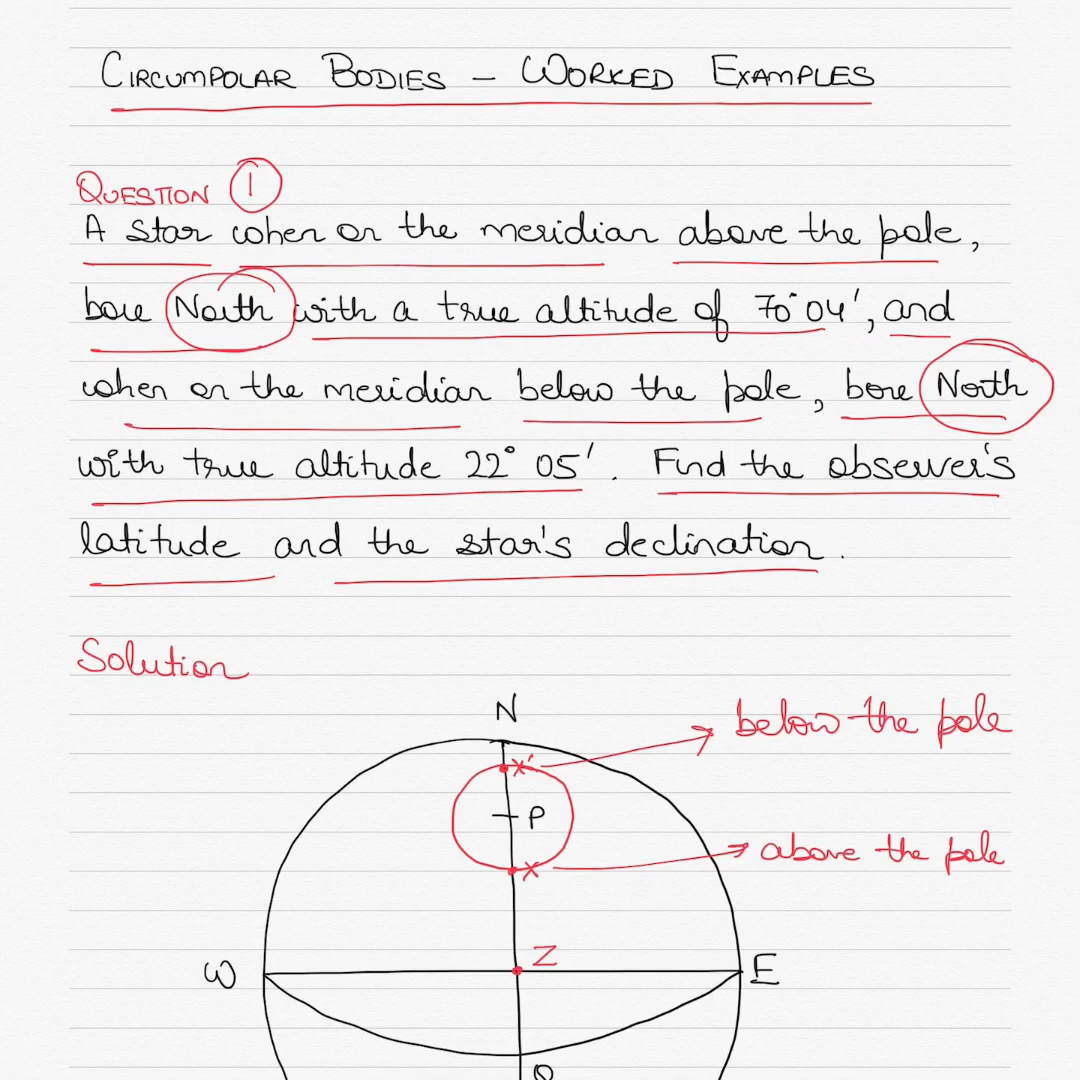 CIRCUMPOLAR BODIES – WORKED EXAMPLES
QUESTION 1
A star when on the meridian above the pole,
bore North with a true altitude of 70° 04', and
when on the meridian below the pole, bore North
with true altitude 22° 05'. Find the observer's
latitude and the star's declination.
Solution
N
below the pole
X'
P
above the pole
X
Z
W
E
Q